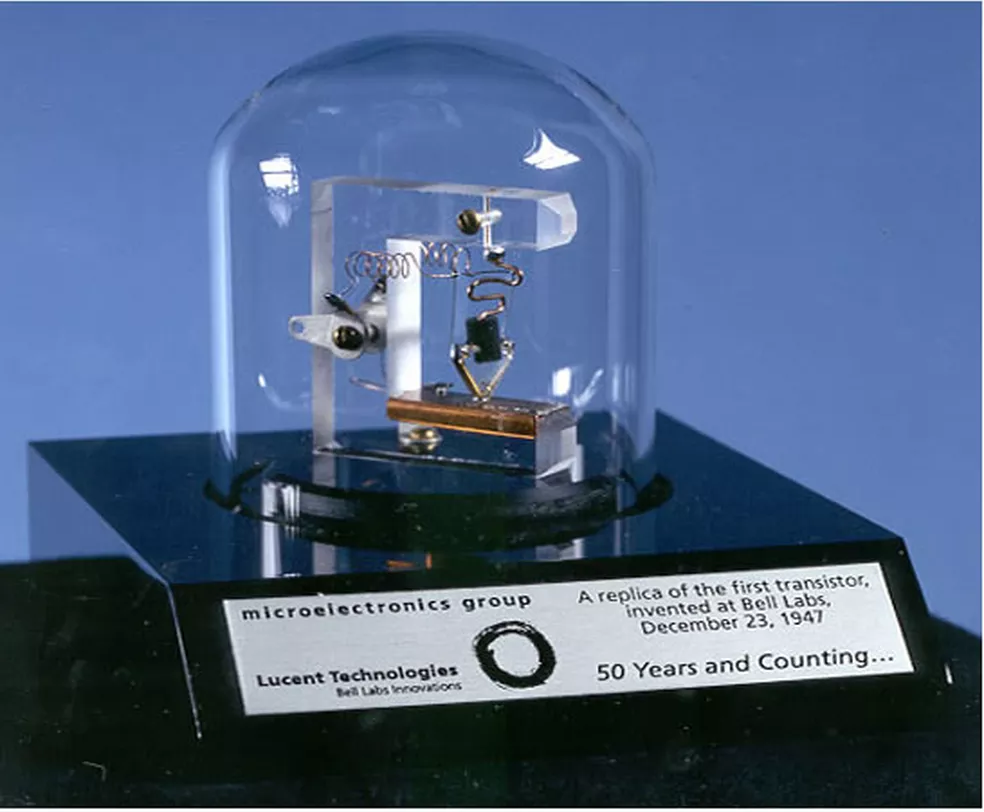 microelectronics group
Lucent Technologies
Bell Labs Innovations
A replica of the first transistor,
invented at Bell Labs,
December 23, 1947
50 Years and Counting...